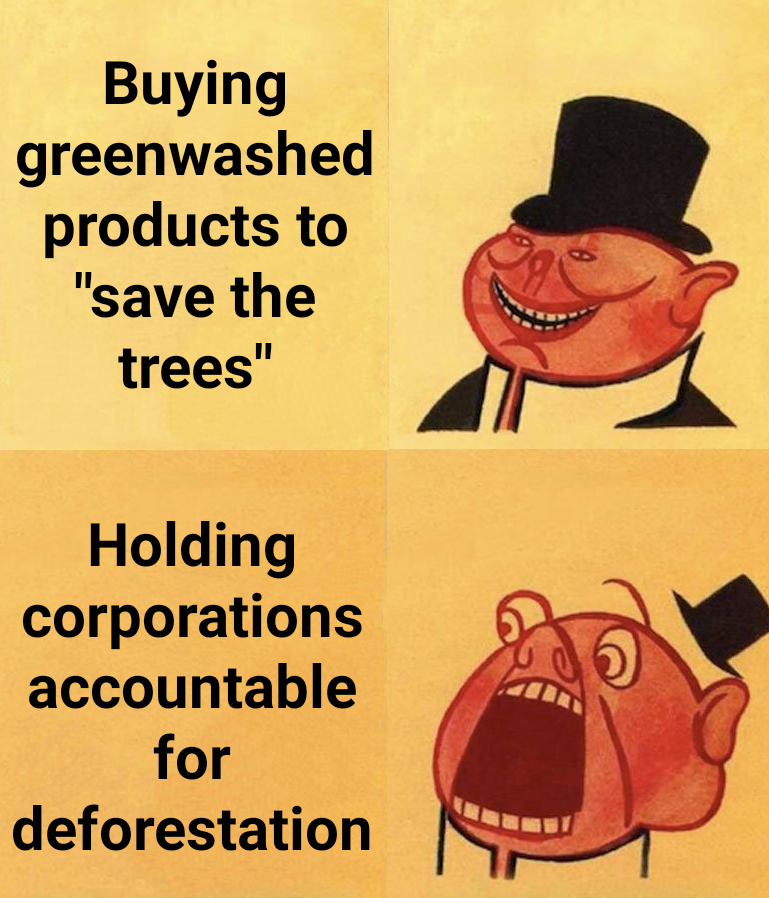 Buying
greenwashed
products to
"save the
trees"
Holding
corporations
accountable
for
deforestation